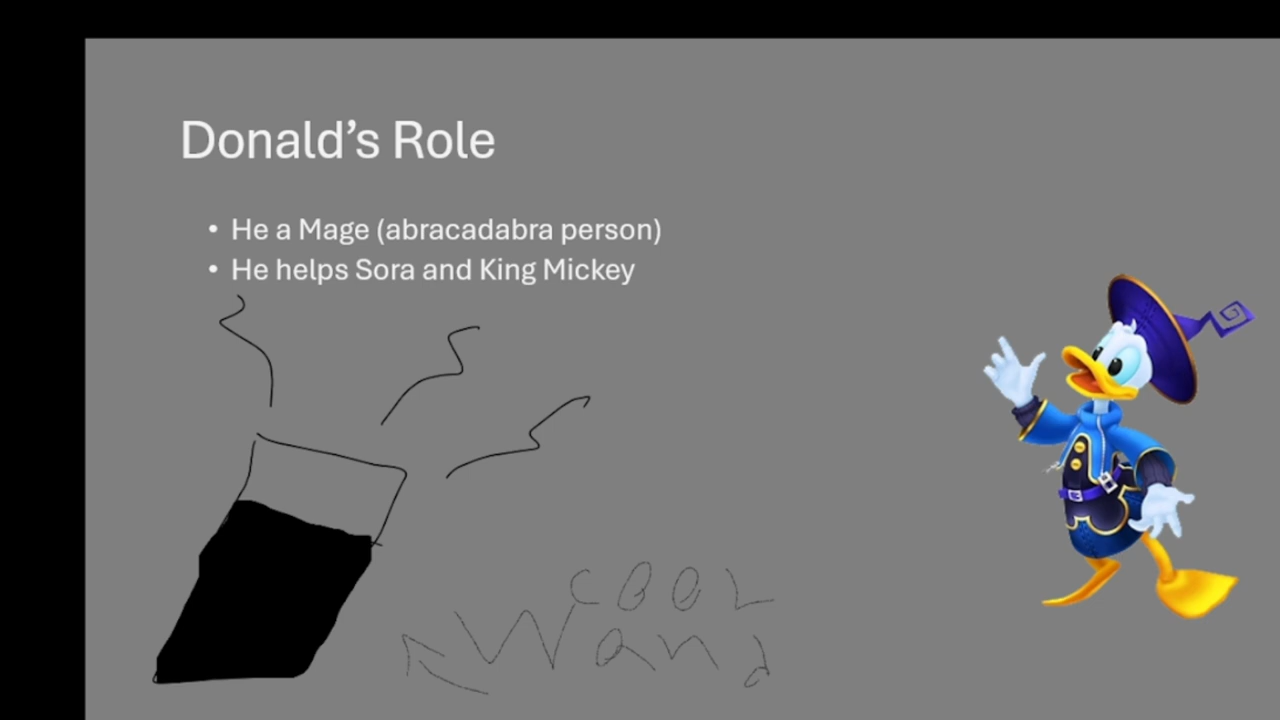 Donald’s Role
• He a Mage (abracadabra person)
• He helps Sora and King Mickey
COOL
Wand